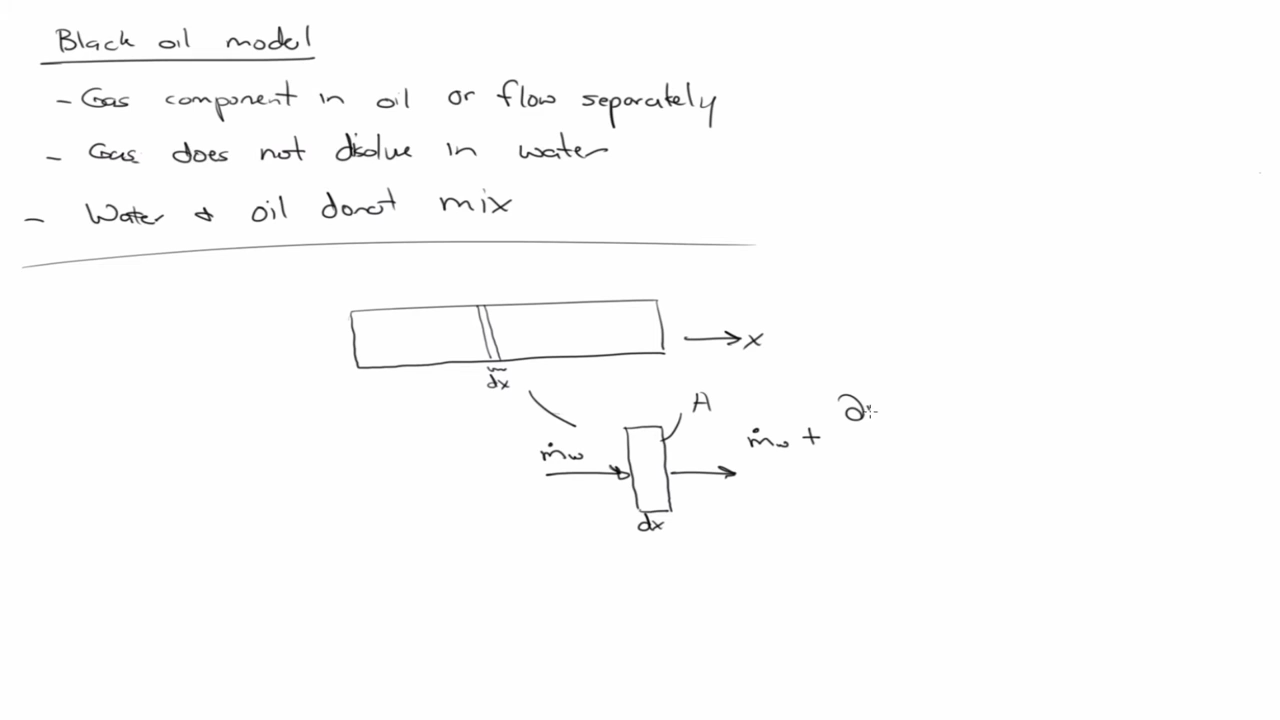 Black oil model
- Gas component in oil or flow separately
- Gas does not disolve in water
- Water & oil donot mix
→ x
dx
A
ṁw
ṁw + ∂
dx